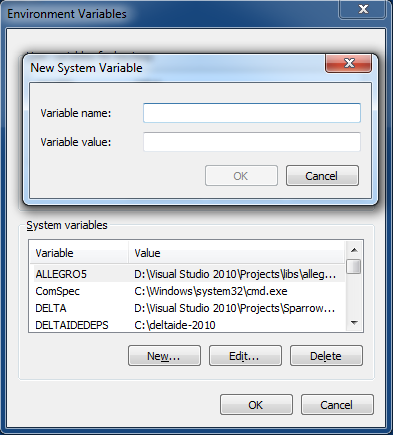 Environment Variables
New System Variable
Variable name:
Variable value:
OK Cancel
System variables
Variable Value
ALLEGRO5 D:\Visual Studio 2010\Projects\libs\alleg...
ComSpec C:\Windows\system32\cmd.exe
DELTA D:\Visual Studio 2010\Projects\Sparrow...
DELTAIDEDEPS C:\deltaide-2010
New... Edit... Delete
OK Cancel